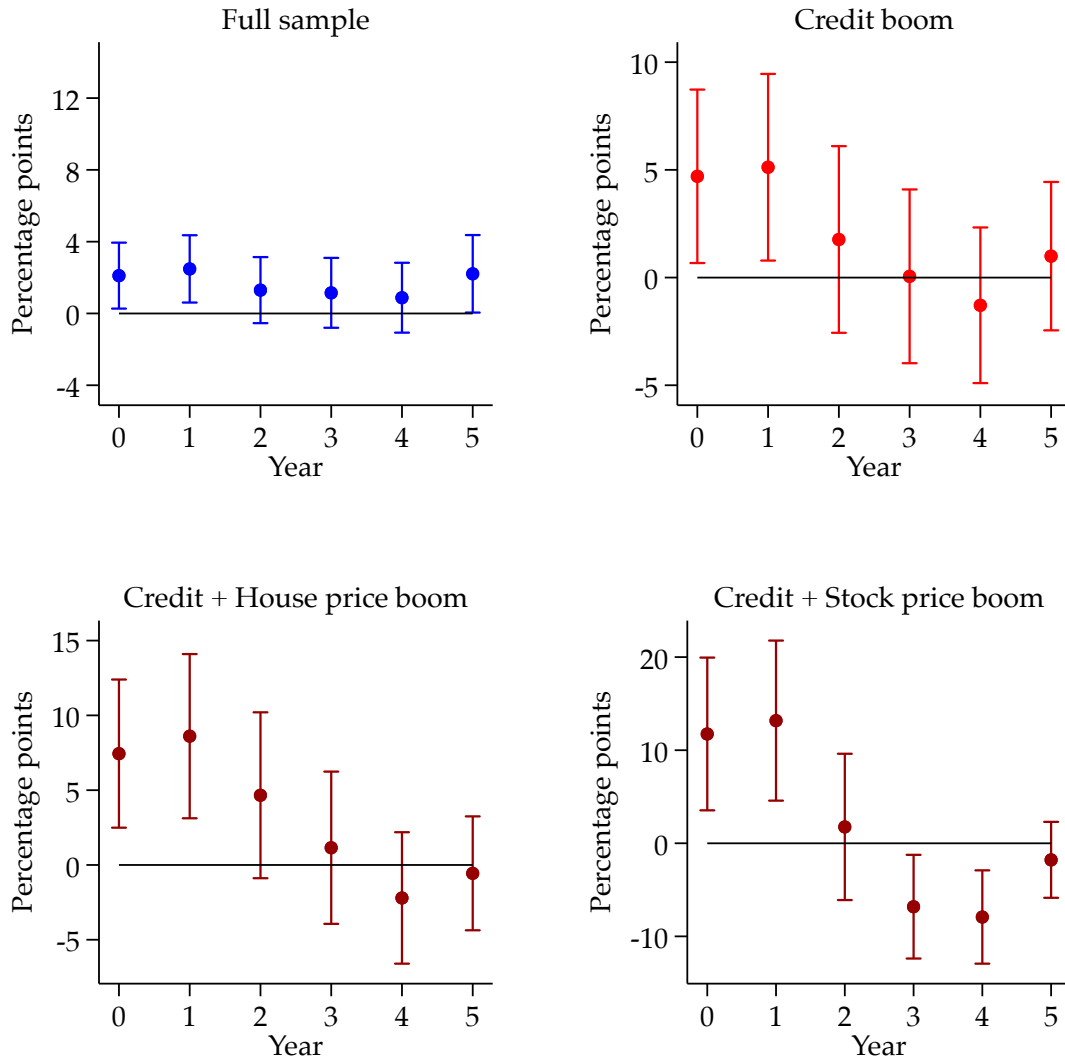 Full sample
Percentage points
12
8
4
0
-4
0 1 2 3 4 5
Year
Credit boom
Percentage points
10
5
0
-5
0 1 2 3 4 5
Year
Credit + House price boom
Percentage points
15
10
5
0
-5
0 1 2 3 4 5
Year
Credit + Stock price boom
Percentage points
20
10
0
-10
0 1 2 3 4 5
Year